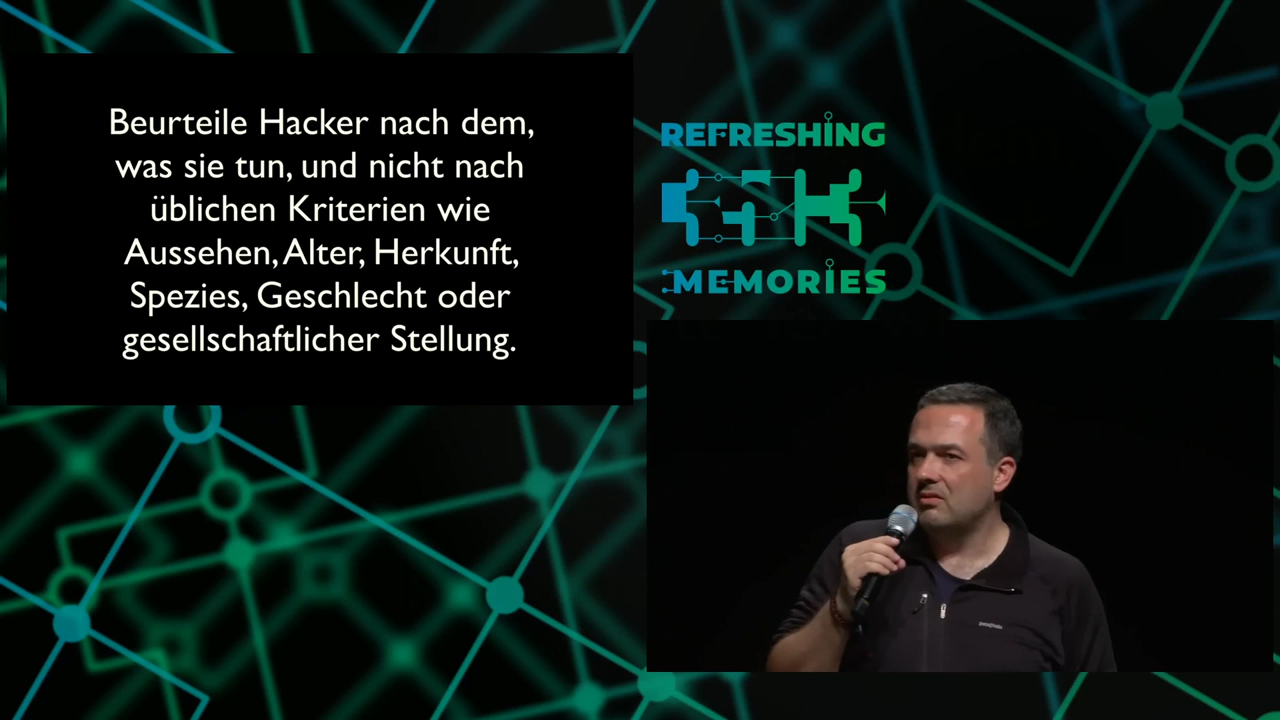 Beurteile Hacker nach dem,
was sie tun, und nicht nach
üblichen Kriterien wie
Aussehen, Alter, Herkunft,
Spezies, Geschlecht oder
gesellschaftlicher Stellung.
REFRESHING
MEMORIES
patagonia